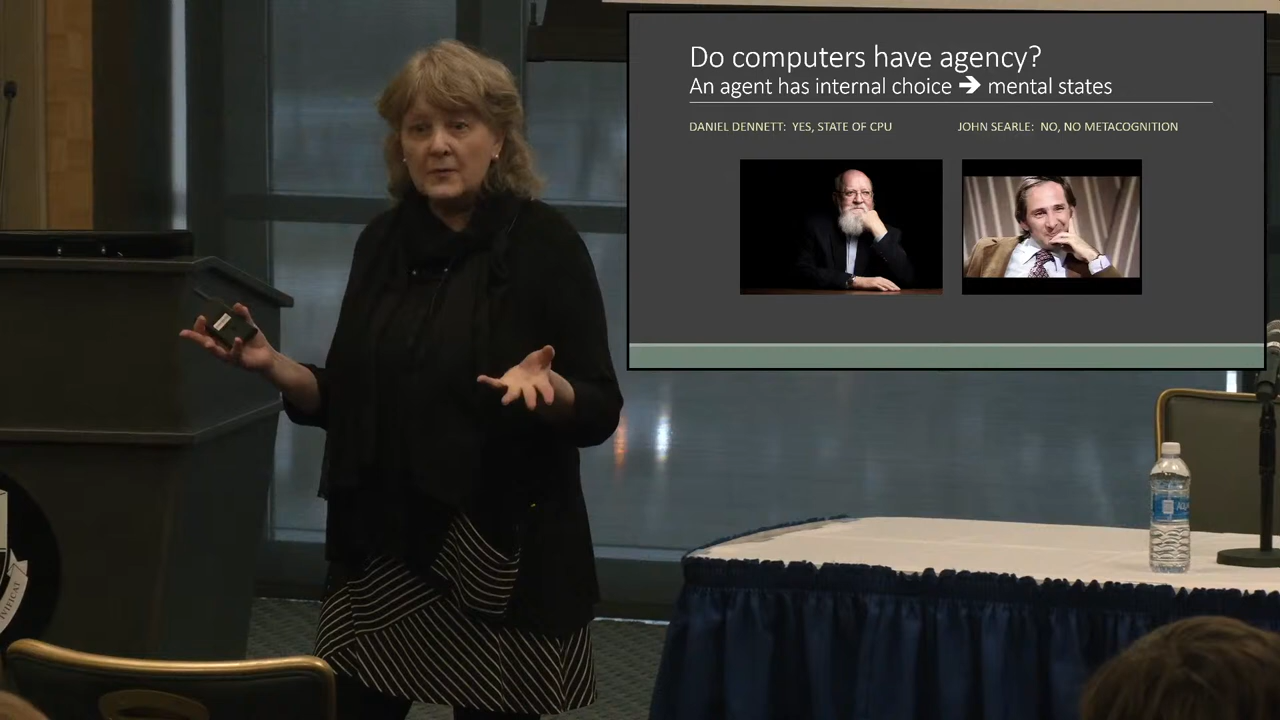 Do computers have agency?
An agent has internal choice ➔ mental states
DANIEL DENNETT: YES, STATE OF CPU
JOHN SEARLE: NO, NO METACOGNITION